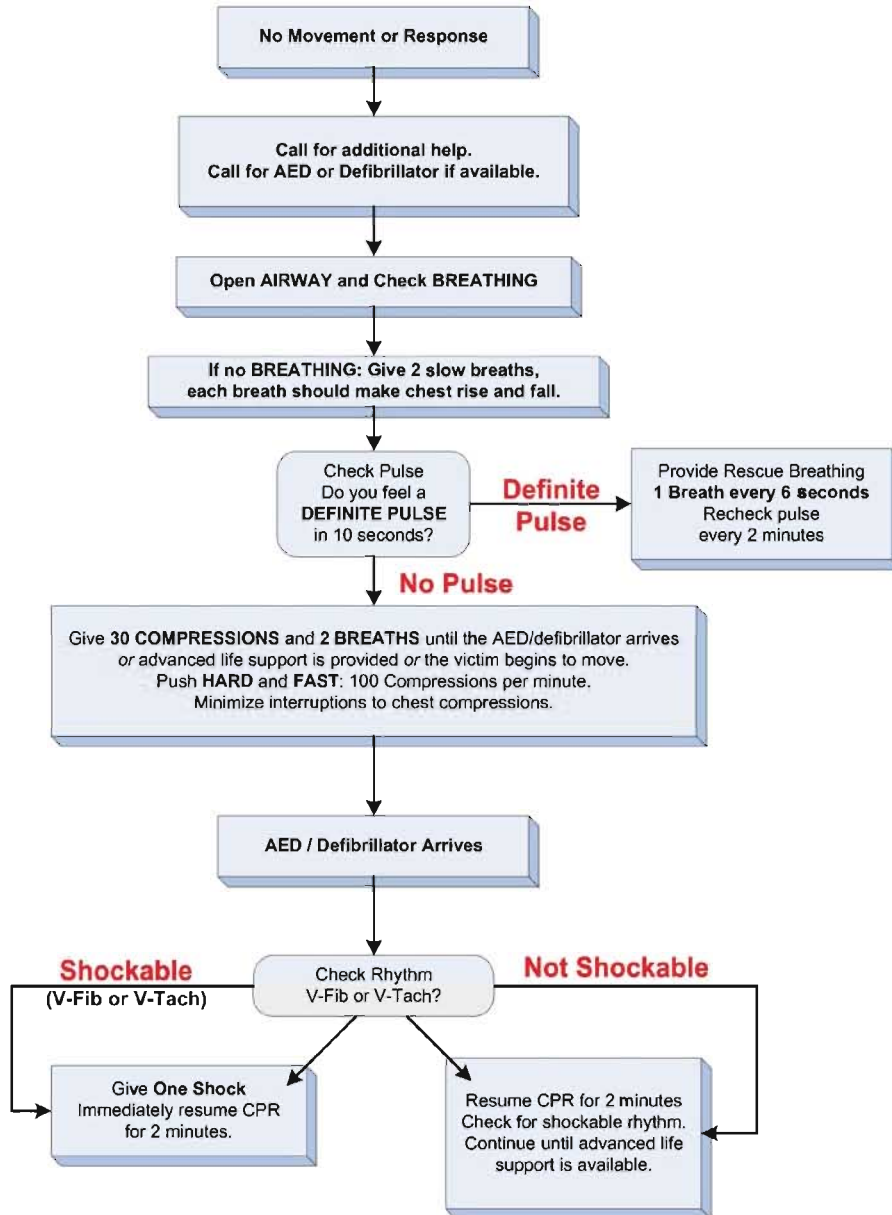 No Movement or Response
Call for additional help.
Call for AED or Defibrillator if available.
Open AIRWAY and Check BREATHING
If no BREATHING: Give 2 slow breaths,
each breath should make chest rise and fall.
Check Pulse
Do you feel a
DEFINITE PULSE
in 10 seconds?
Definite
Pulse
Provide Rescue Breathing
1 Breath every 6 seconds
Recheck pulse
every 2 minutes
No Pulse
Give 30 COMPRESSIONS and 2 BREATHS until the AED/defibrillator arrives
or advanced life support is provided or the victim begins to move.
Push HARD and FAST: 100 Compressions per minute.
Minimize interruptions to chest compressions.
AED / Defibrillator Arrives
Shockable
(V-Fib or V-Tach)
Check Rhythm
V-Fib or V-Tach?
Not Shockable
Give One Shock
Immediately resume CPR
for 2 minutes.
Resume CPR for 2 minutes
Check for shockable rhythm.
Continue until advanced life
support is available.